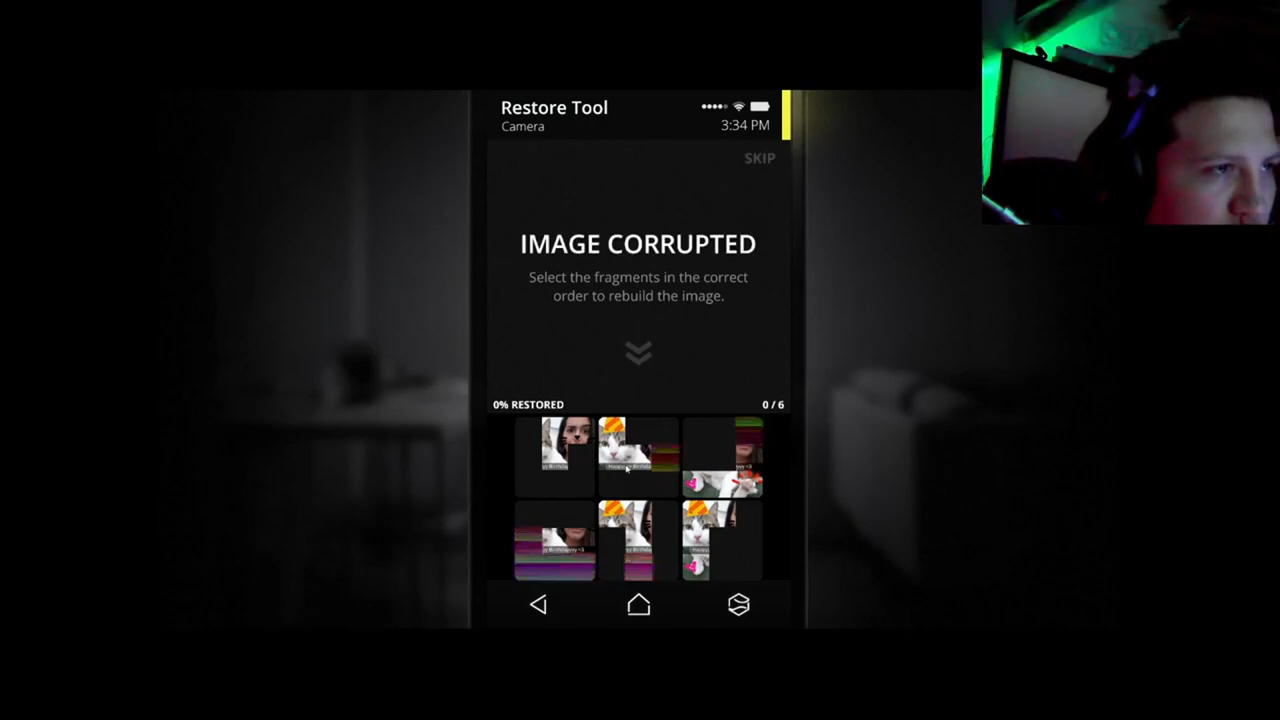 Restore Tool
Camera
3:34 PM
SKIP
IMAGE CORRUPTED
Select the fragments in the correct
order to rebuild the image.
0% RESTORED
0 / 6